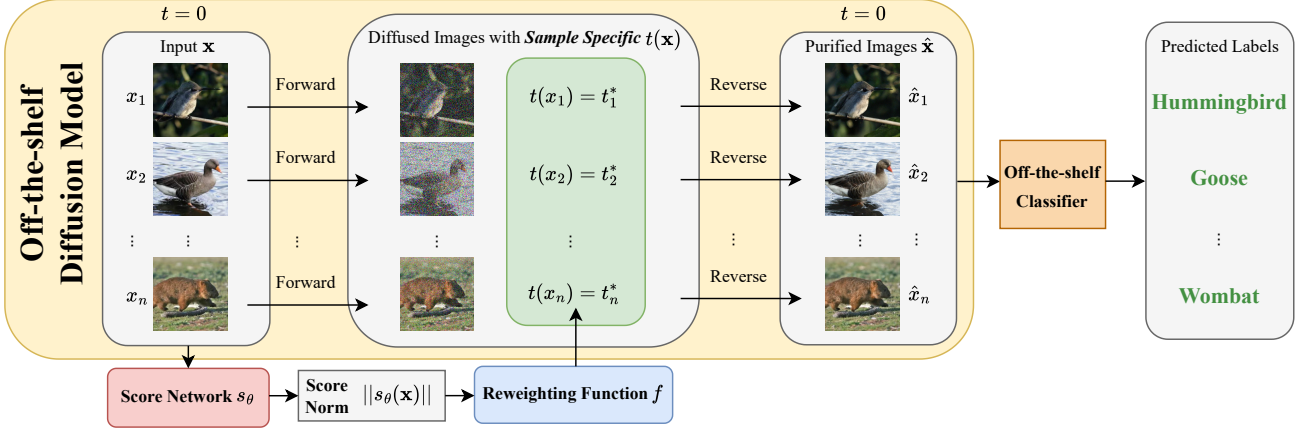 Off-the-shelf
Diffusion Model
t = 0
Input x
x₁
x₂
⋮ ⋮
xₙ
Forward
Forward
⋮
Forward
Diffused Images with Sample Specific t(x)
⋮
t(x₁) = t₁*
t(x₂) = t₂*
⋮
t(xₙ) = tₙ*
Reverse
Reverse
⋮
Reverse
t = 0
Purified Images x̂
x̂₁
x̂₂
⋮ ⋮
x̂ₙ
Off-the-shelf
Classifier
Predicted Labels
Hummingbird
Goose
⋮
Wombat
Score Network s_θ
Score
Norm
||s_θ(x)||
Reweighting Function f